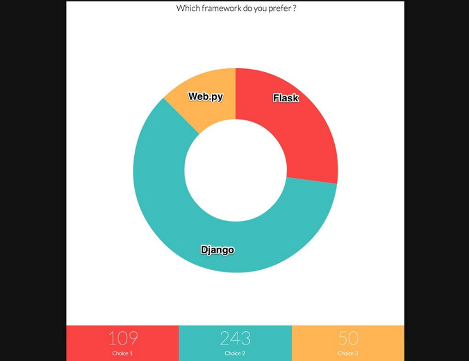 Which framework do you prefer ?
Web.py
Flask
Django
109
243
50
Choice 1
Choice 2
Choice 3